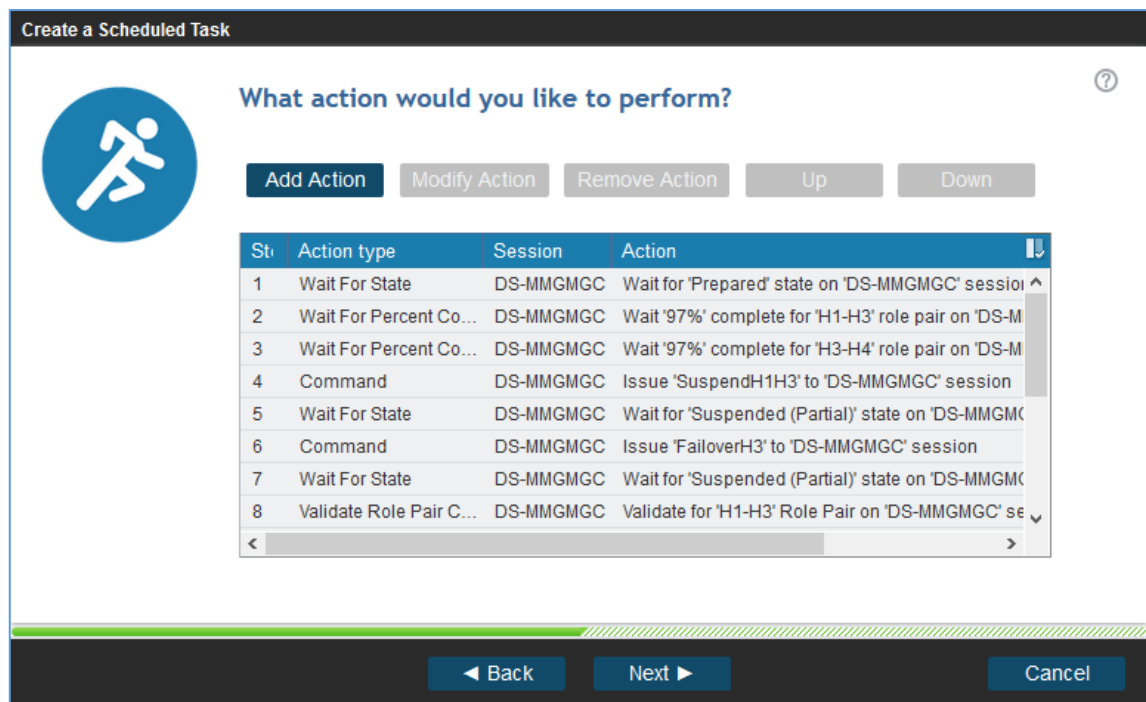 Create a Scheduled Task
What action would you like to perform?
Add Action Modify Action Remove Action Up Down
Action type Session Action
1 Wait For State DS-MMGMGC Wait for 'Prepared' state on 'DS-MMGMGC' session
2 Wait For Percent Co... DS-MMGMGC Wait '97%' complete for 'H1-H3' role pair on 'DS-M
3 Wait For Percent Co... DS-MMGMGC Wait '97%' complete for 'H3-H4' role pair on 'DS-M
4 Command DS-MMGMGC Issue 'SuspendH1H3' to 'DS-MMGMGC' session
5 Wait For State DS-MMGMGC Wait for 'Suspended (Partial)' state on 'DS-MMGM
6 Command DS-MMGMGC Issue 'FailoverH3' to 'DS-MMGMGC' session
7 Wait For State DS-MMGMGC Wait for 'Suspended (Partial)' state on 'DS-MMGM
8 Validate Role Pair C... DS-MMGMGC Validate for 'H1-H3' Role Pair on 'DS-MMGMGC' se
Back Next Cancel